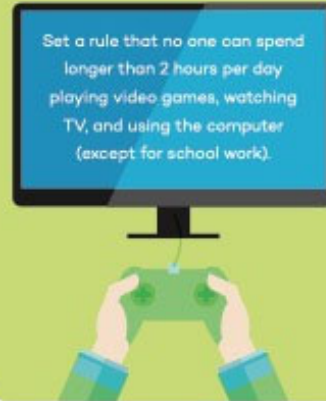 Set a rule that no one can spend
longer than 2 hours per day
playing video games, watching
TV, and using the computer
(except for school work).